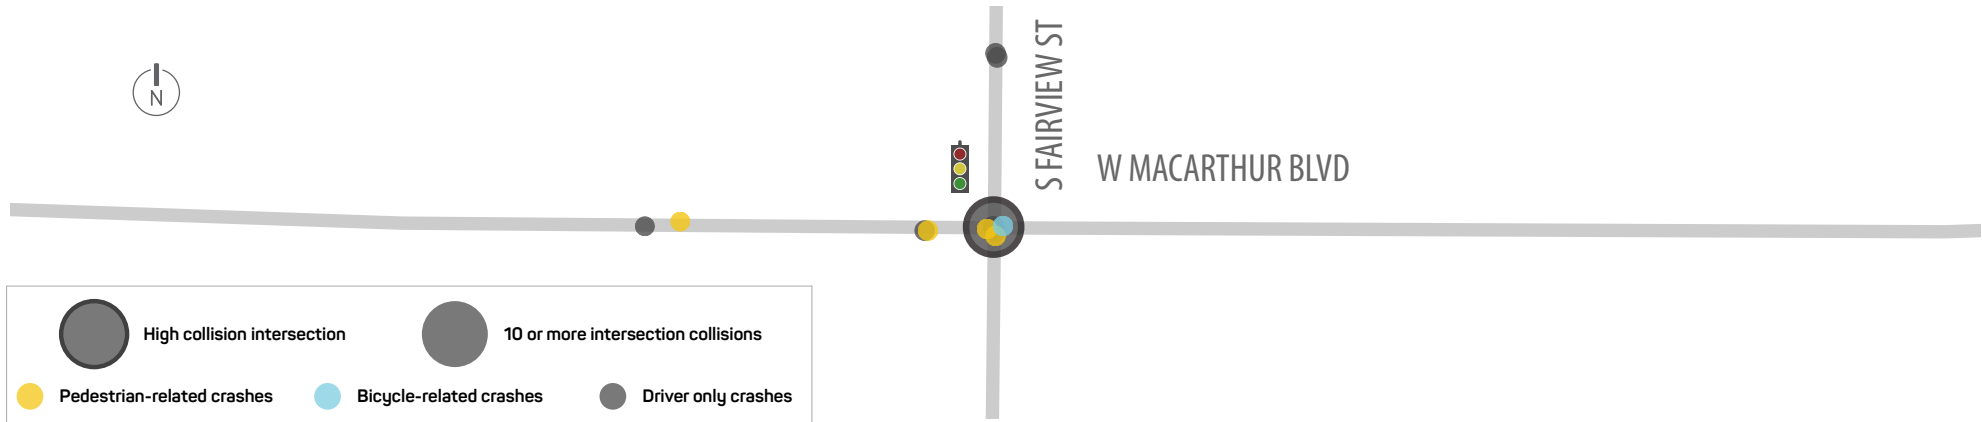 N
S FAIRVIEW ST
W MACARTHUR BLVD
High collision intersection
10 or more intersection collisions
Pedestrian-related crashes
Bicycle-related crashes
Driver only crashes